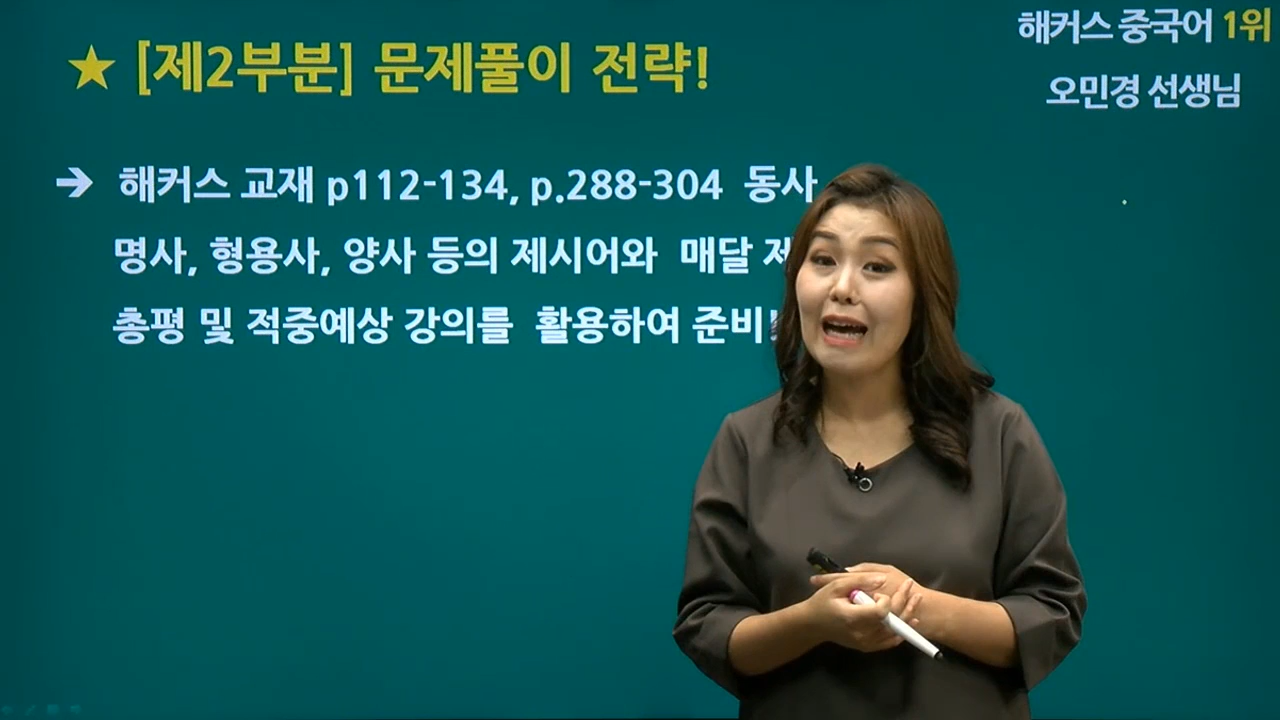 ★ [제2부분] 문제풀이 전략!
해커스 중국어 1위
오민경 선생님
➔ 해커스 교재 p112-134, p.288-304 동사
명사, 형용사, 양사 등의 제시어와 매달
총평 및 적중예상 강의를 활용하여 준비